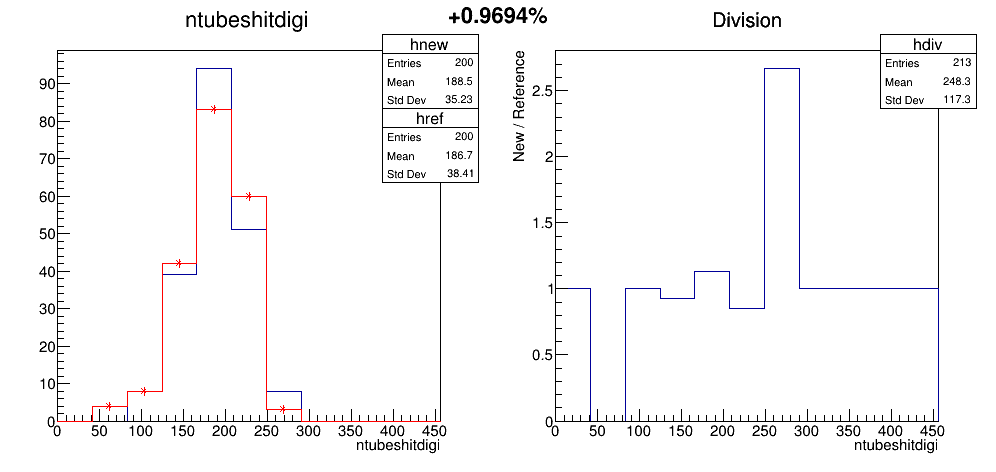 ntubeshitdigi
+0.9694%
Division
hnew
Entries 200
Mean 188.5
Std Dev 35.23
href
Entries 200
Mean 186.7
Std Dev 38.41
90
80
70
60
50
40
30
20
10
0
0 50 100 150 200 250 300 350 400 450
ntubeshitdigi
hdiv
Entries 213
Mean 248.3
Std Dev 117.3
New / Reference
2.5
2
1.5
1
0.5
0
0 50 100 150 200 250 300 350 400 450
ntubeshitdigi